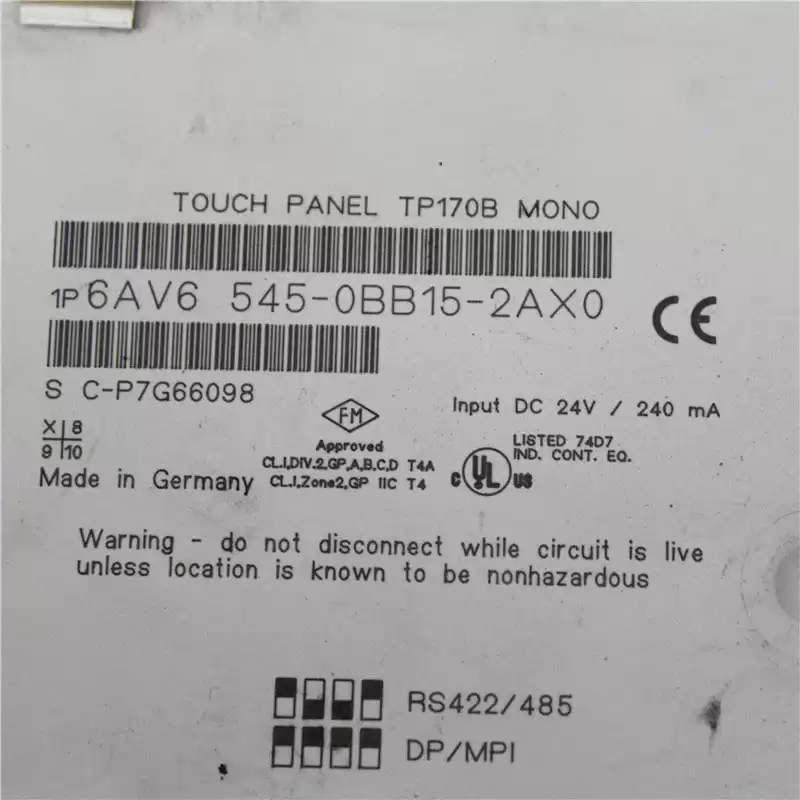 TOUCH PANEL TP170B MONO
1P 6AV6 545-0BB15-2AX0
S C-P7G66098
X 8
9 10
Made in Germany
FM
Approved
CL.I,DIV.2,GP,A,B,C,D T4A
CL.I,Zone2,GP IIC T4
CE
Input DC 24V / 240 mA
C UL US
LISTED 74D7
IND. CONT. EQ.
Warning - do not disconnect while circuit is live
unless location is known to be nonhazardous
RS422/485
DP/MPI